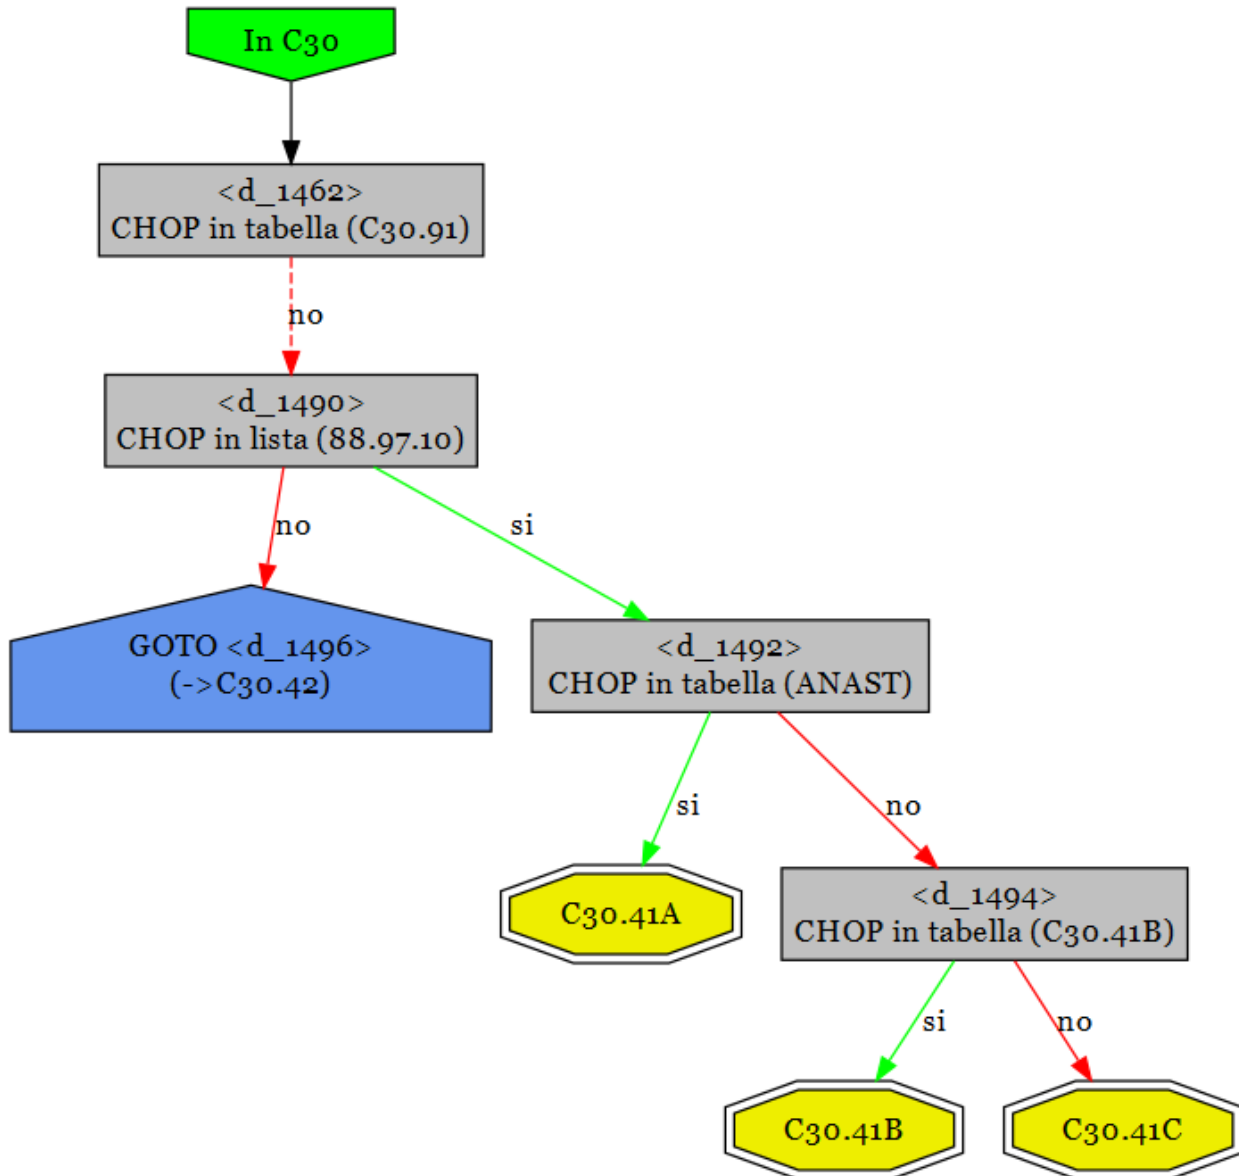 In C30
<d_1462>
CHOP in tabella (C30.91)
no
<d_1490>
CHOP in lista (88.97.10)
no
si
GOTO <d_1496>
(->C30.42)
<d_1492>
CHOP in tabella (ANAST)
si
no
C30.41A
<d_1494>
CHOP in tabella (C30.41B)
si
no
C30.41B
C30.41C